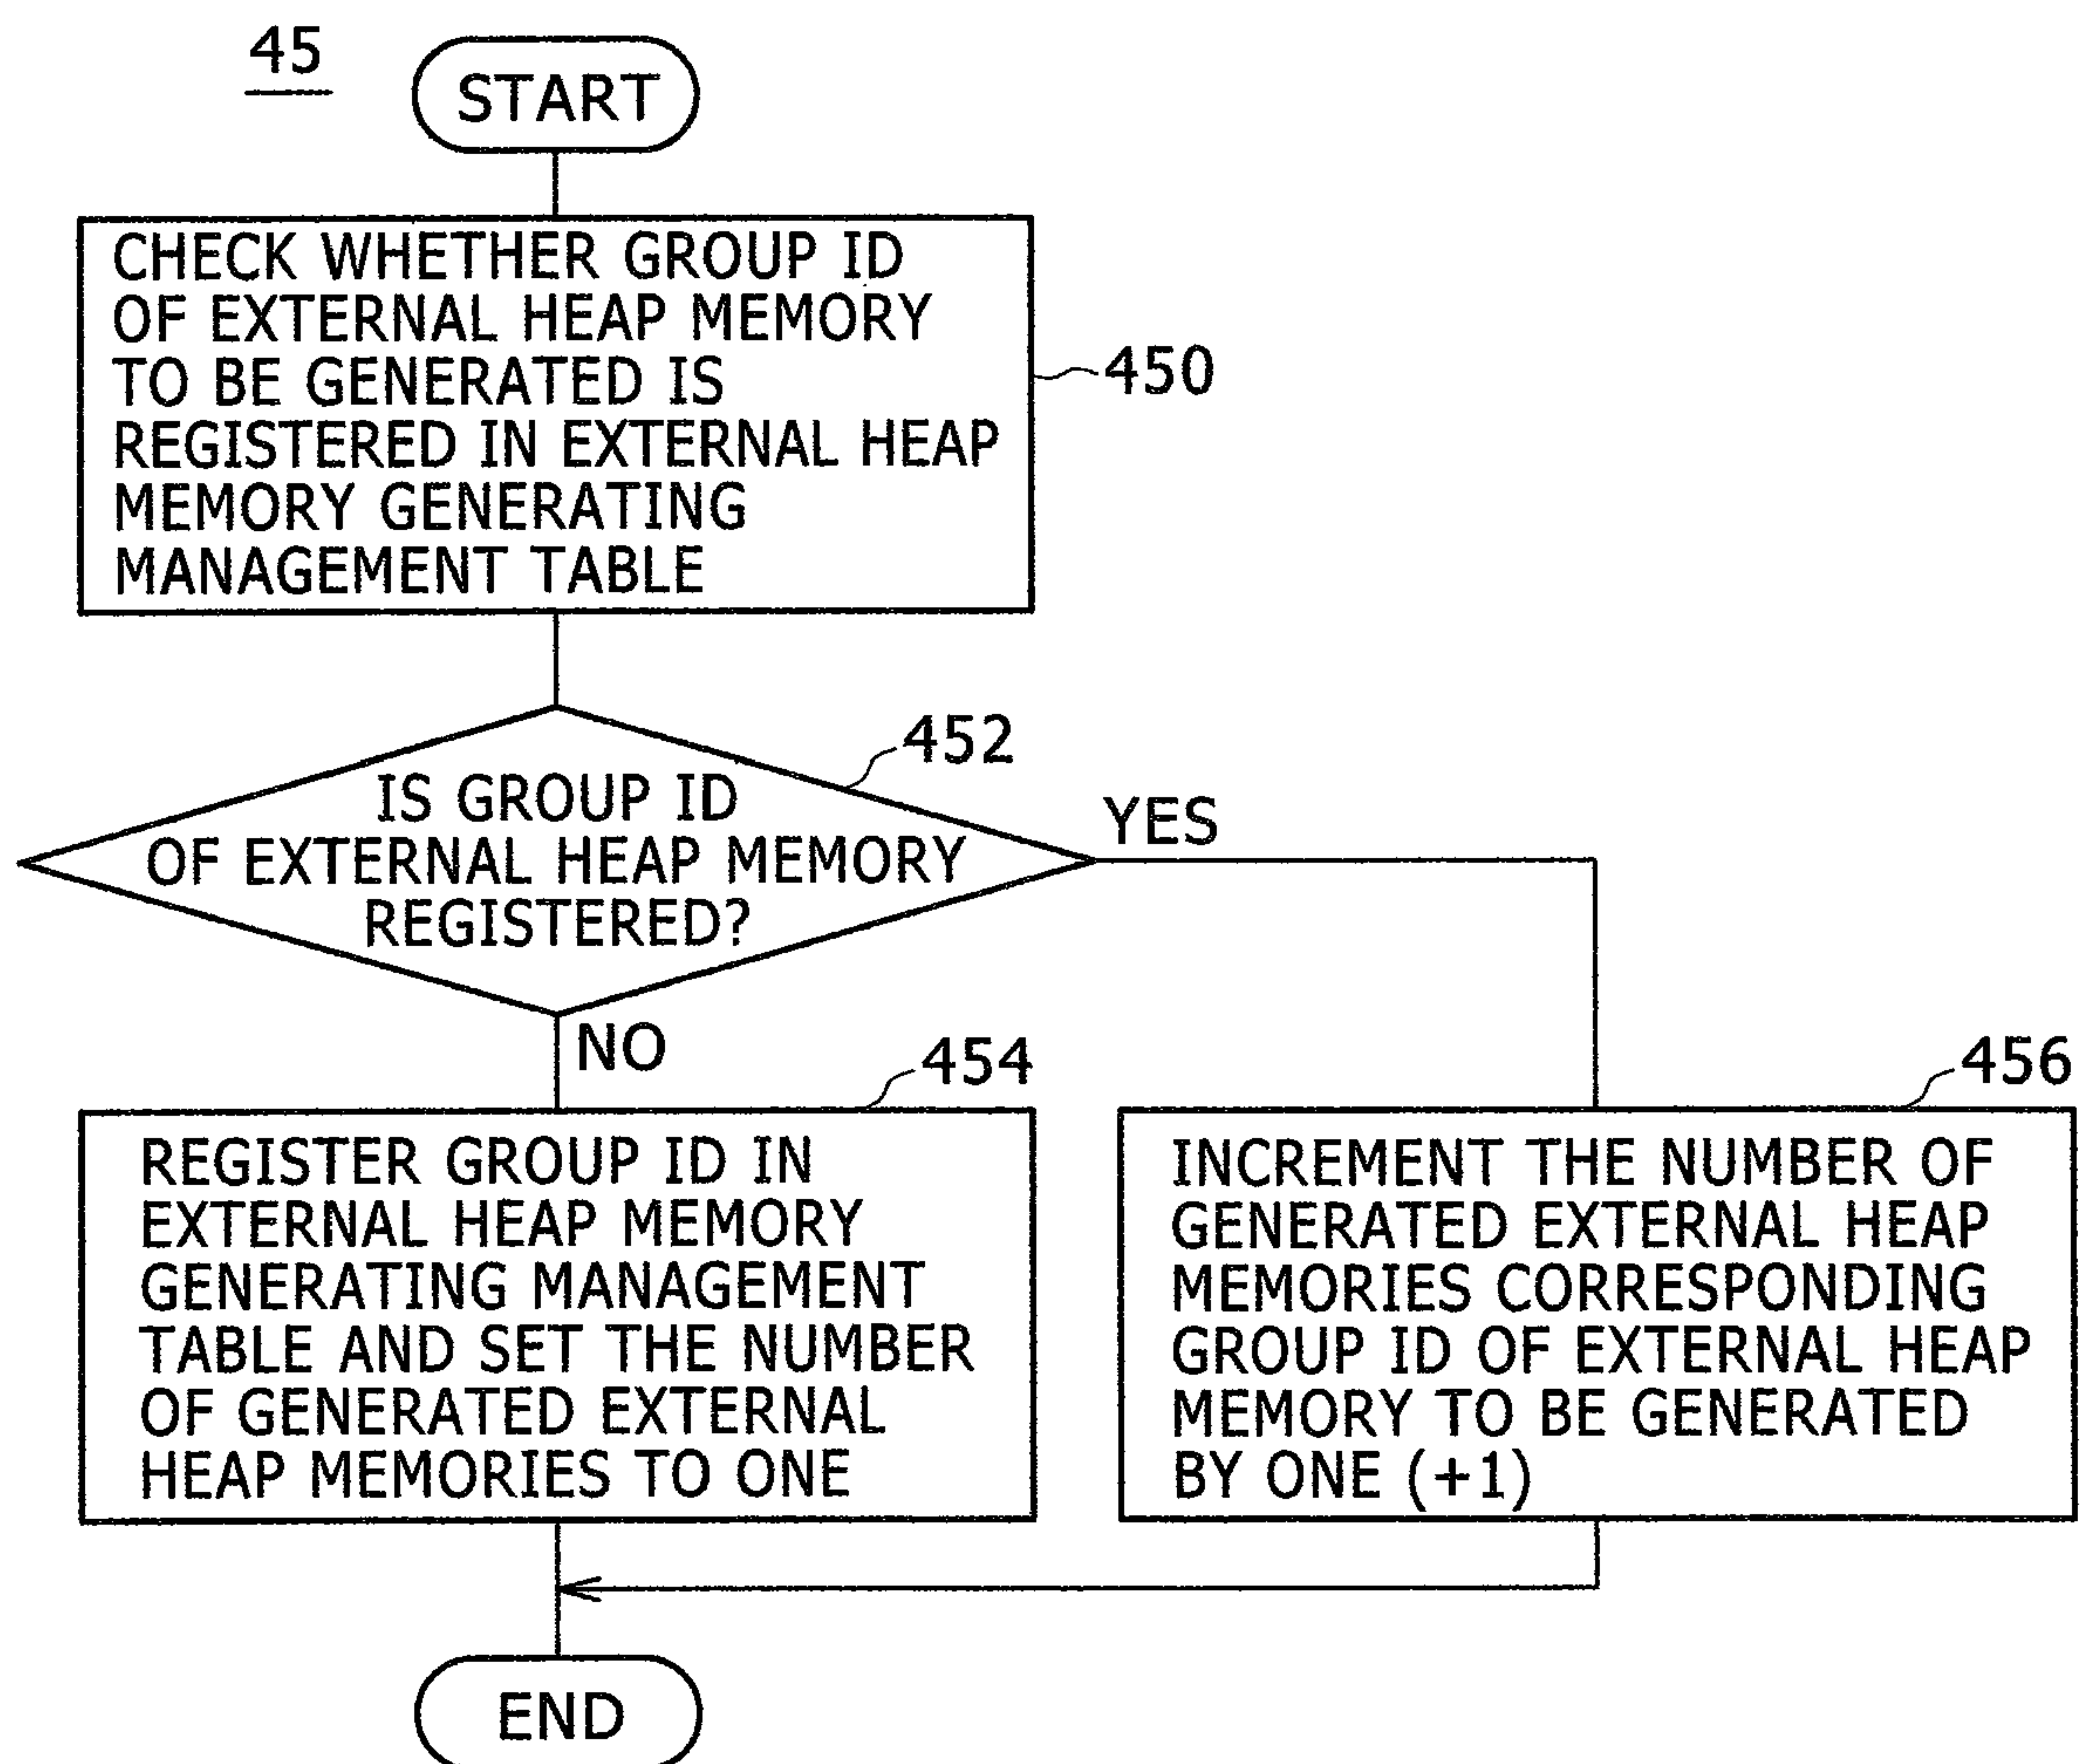 45
START
CHECK WHETHER GROUP ID
OF EXTERNAL HEAP MEMORY
TO BE GENERATED IS
REGISTERED IN EXTERNAL HEAP
MEMORY GENERATING
MANAGEMENT TABLE
450
452
IS GROUP ID
OF EXTERNAL HEAP MEMORY
REGISTERED?
YES
NO
454
REGISTER GROUP ID IN
EXTERNAL HEAP MEMORY
GENERATING MANAGEMENT
TABLE AND SET THE NUMBER
OF GENERATED EXTERNAL
HEAP MEMORIES TO ONE
456
INCREMENT THE NUMBER OF
GENERATED EXTERNAL HEAP
MEMORIES CORRESPONDING
GROUP ID OF EXTERNAL HEAP
MEMORY TO BE GENERATED
BY ONE (+1)
END